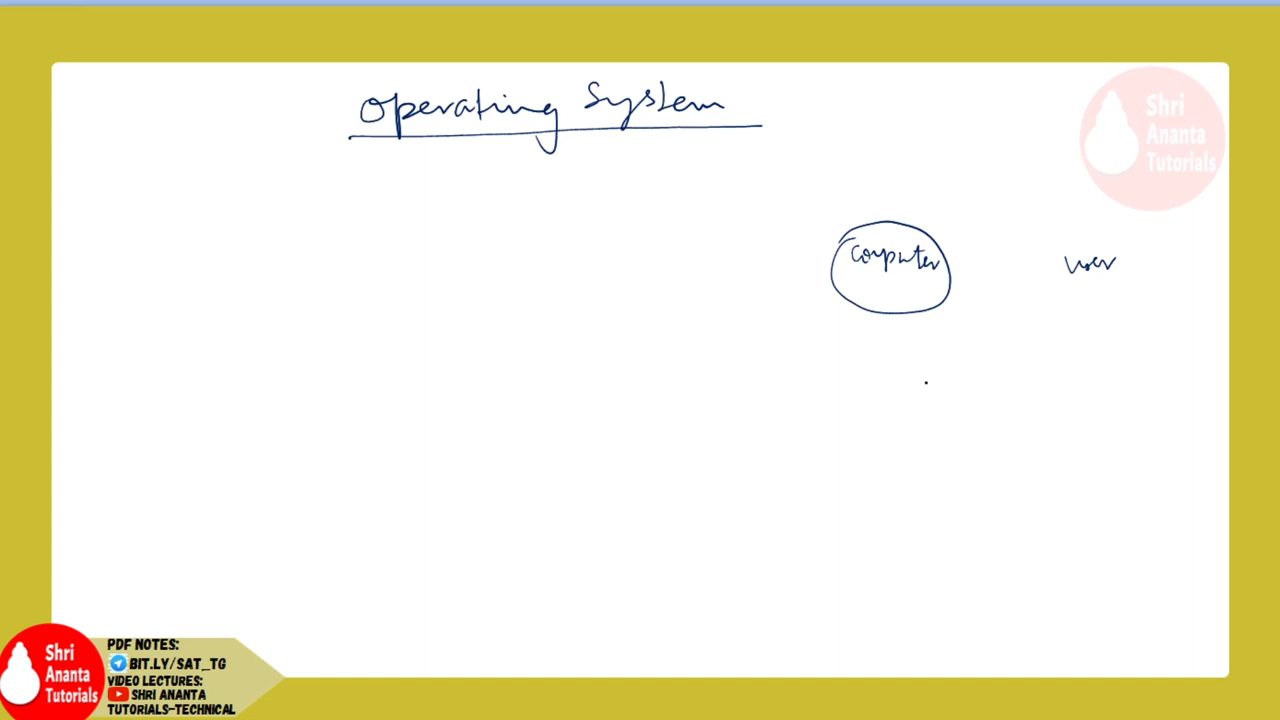 operating System
Shri
Ananta
Tutorials
Computer
user
Shri
Ananta
Tutorials
PDF NOTES:
BIT.LY/SAT_TG
VIDEO LECTURES:
SHRI ANANTA
TUTORIALS-TECHNICAL